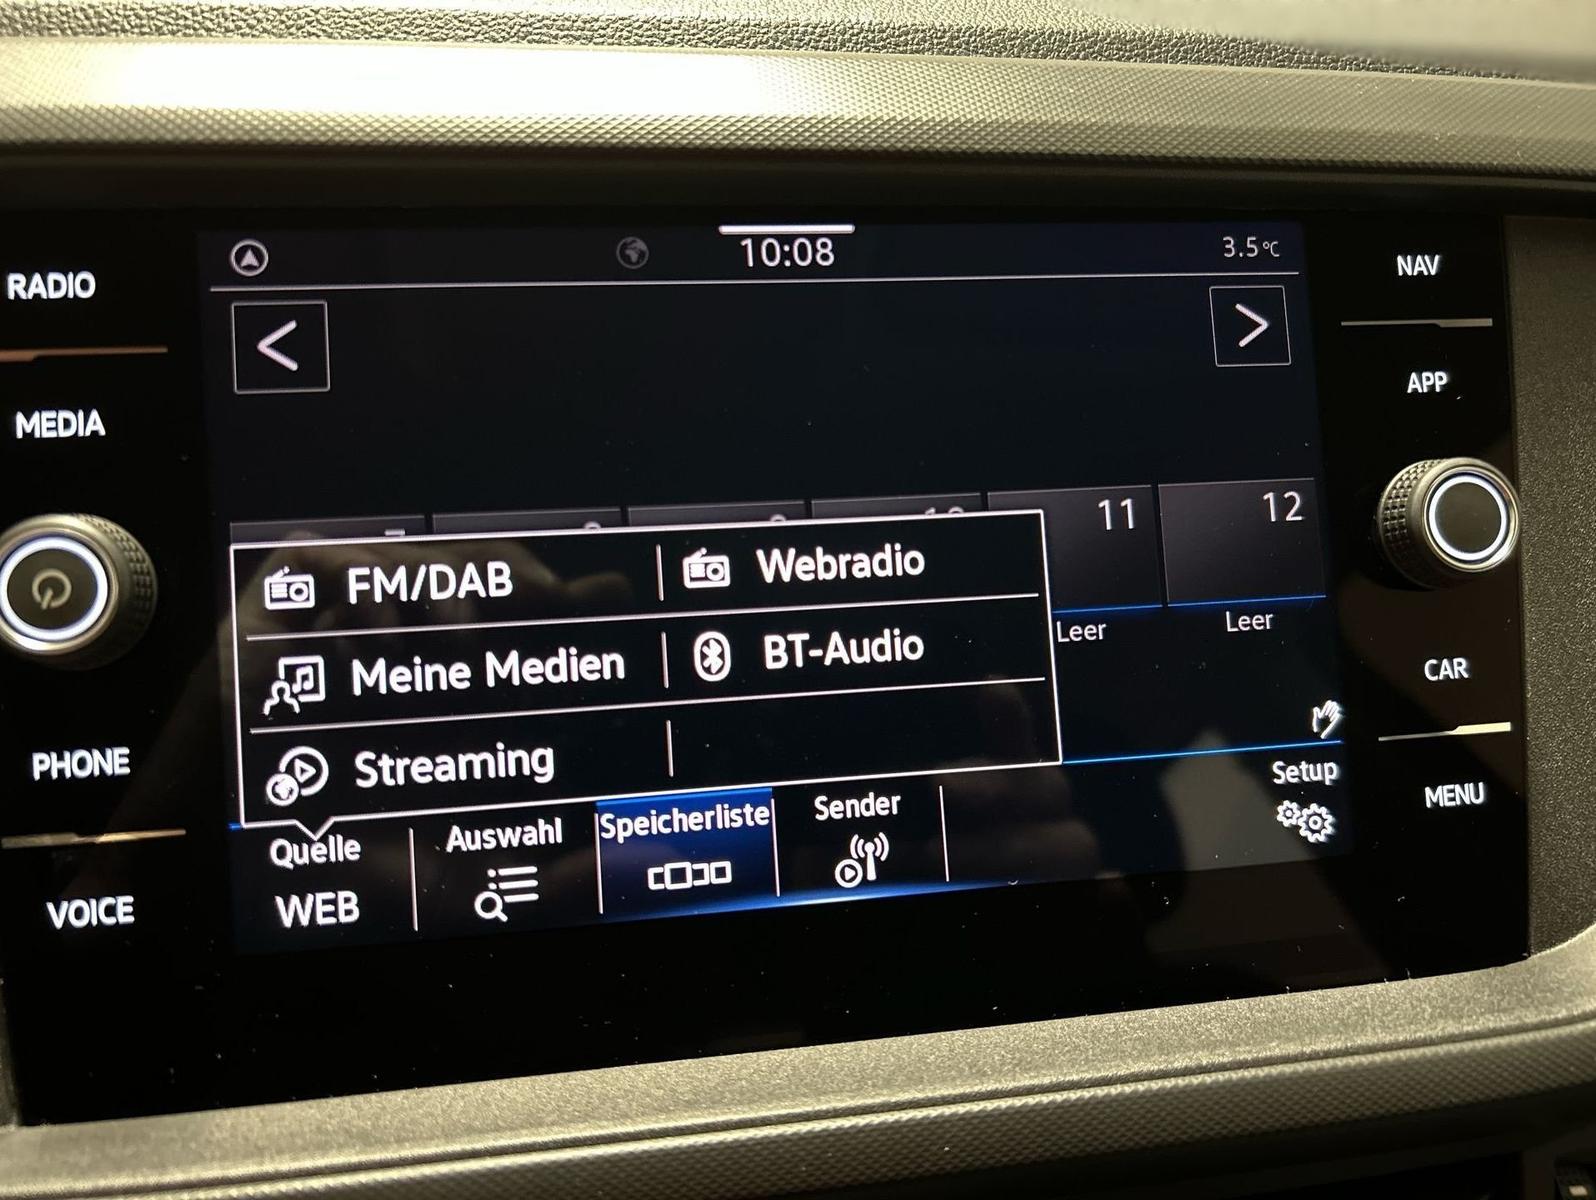 10:08
3.5°C
RADIO
MEDIA
PHONE
VOICE
NAV
APP
CAR
MENU
11
12
Leer
Leer
FM/DAB
Webradio
Meine Medien
BT-Audio
Streaming
Quelle
WEB
Auswahl
Speicherliste
Sender
Setup